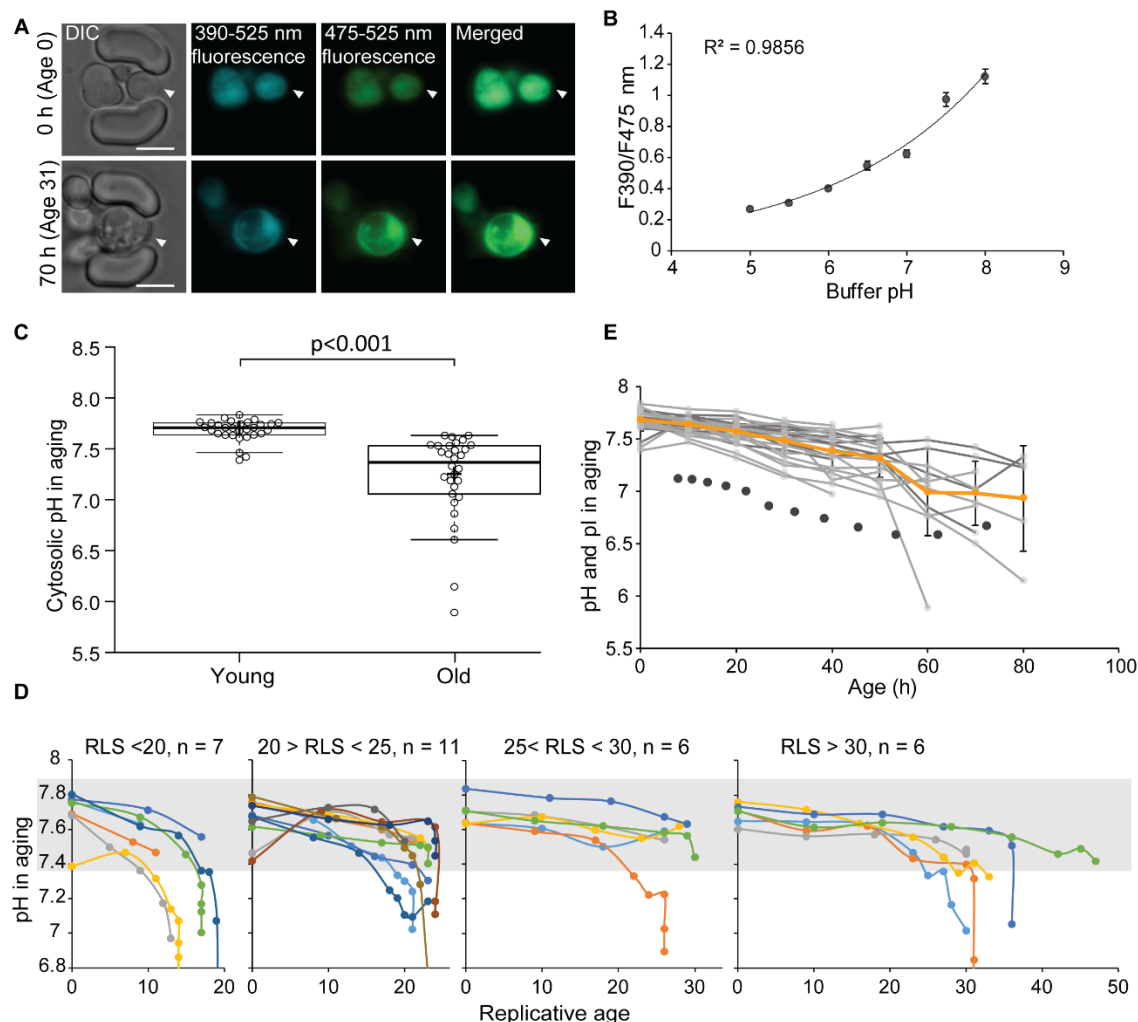 A
DIC
390-525 nm
fluorescence
475-525 nm
fluorescence
Merged
0 h (Age 0)
70 h (Age 31)
B
R² = 0.9856
F390/F475 nm
1.4
1.2
1
0.8
0.6
0.4
0.2
0
4
5
6
7
8
9
Buffer pH
C
p<0.001
Cytosolic pH in aging
8.5
8.0
7.5
7.0
6.5
6.0
5.5
Young
Old
E
pH and pI in aging
8
7.5
7
6.5
6
5.5
0
20
40
60
80
100
Age (h)
D
RLS <20, n = 7
20 > RLS < 25, n = 11
25< RLS < 30, n = 6
RLS > 30, n = 6
pH in aging
8
7.8
7.6
7.4
7.2
7
6.8
0
10
20
0
10
20
0
10
20
30
0
10
20
30
40
50
Replicative age